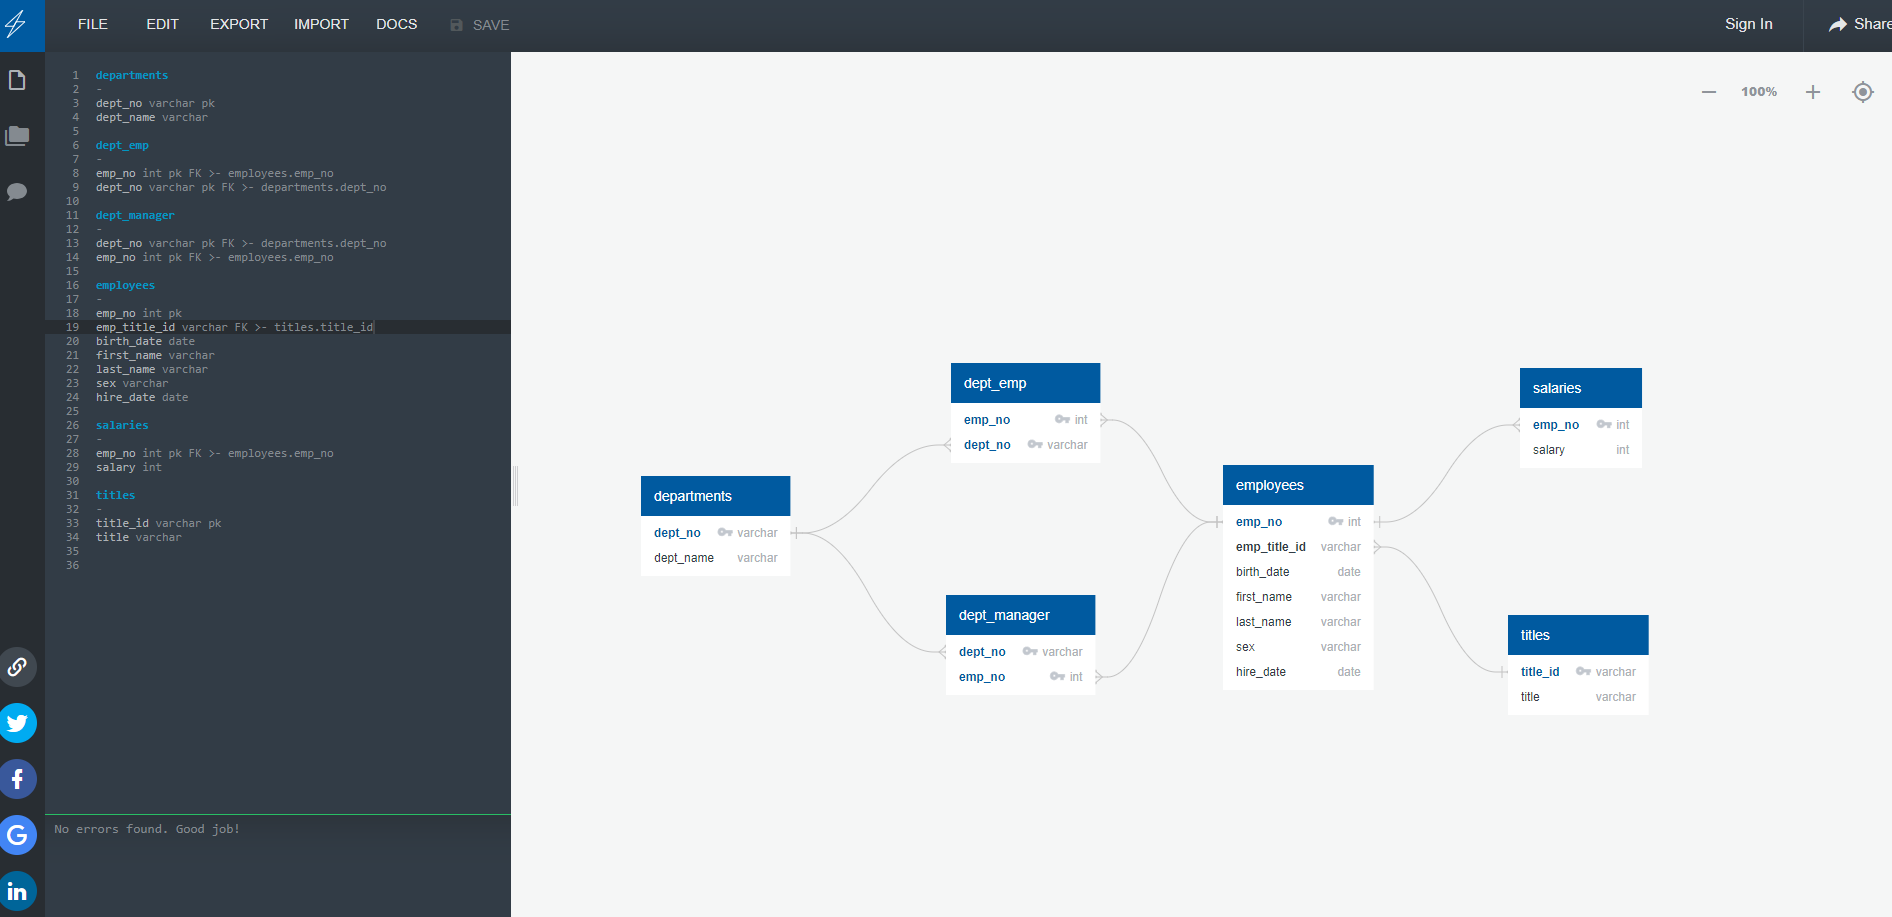 FILE EDIT EXPORT IMPORT DOCS SAVE Sign In Share
1 departments
2 -
3 dept_no varchar pk
4 dept_name varchar
5
6 dept_emp
7 -
8 emp_no int pk FK >- employees.emp_no
9 dept_no varchar pk FK >- departments.dept_no
10
11 dept_manager
12 -
13 dept_no varchar pk FK >- departments.dept_no
14 emp_no int pk FK >- employees.emp_no
15
16 employees
17 -
18 emp_no int pk
19 emp_title_id varchar FK >- titles.title_id
20 birth_date date
21 first_name varchar
22 last_name varchar
23 sex varchar
24 hire_date date
25
26 salaries
27 -
28 emp_no int pk FK >- employees.emp_no
29 salary int
30
31 titles
32 -
33 title_id varchar pk
34 title varchar
35
36
No errors found. Good job!
100%
departments
dept_no varchar
dept_name varchar
dept_emp
emp_no int
dept_no varchar
dept_manager
dept_no varchar
emp_no int
employees
emp_no int
emp_title_id varchar
birth_date date
first_name varchar
last_name varchar
sex varchar
hire_date date
salaries
emp_no int
salary int
titles
title_id varchar
title varchar